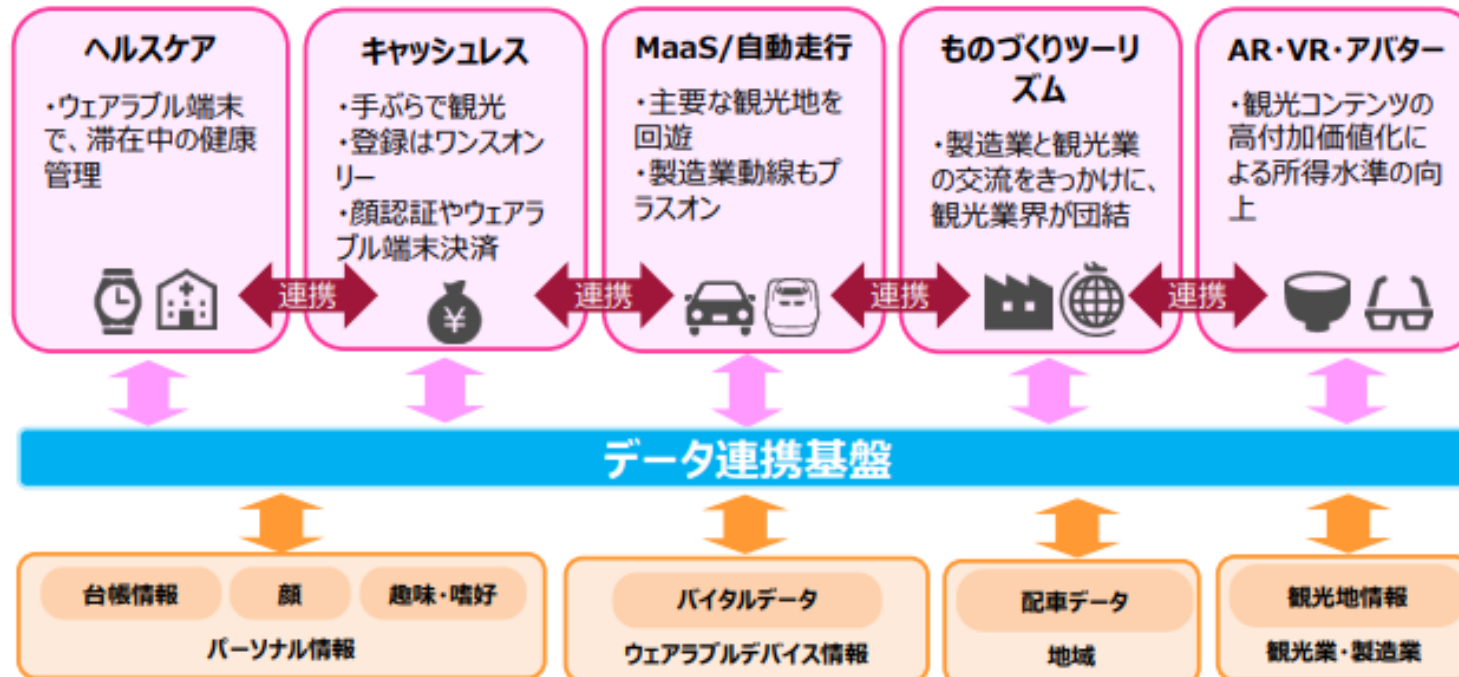 ヘルスケア
・ウェアラブル端末
で、滞在中の健康
管理
キャッシュレス
・手ぶらで観光
・登録はワンスオン
リー
・顔認証やウェアラ
ブル端末決済
¥
MaaS/自動走行
・主要な観光地を
回遊
・製造業動線もプ
ラスオン
ものづくりツーリ
ズム
・製造業と観光業
の交流をきっかけに、
観光業界が団結
AR・VR・アバター
・観光コンテンツの
高付加価値化に
よる所得水準の向
上
連携
連携
連携
連携
データ連携基盤
台帳情報
顔
趣味・嗜好
パーソナル情報
バイタルデータ
ウェアラブルデバイス情報
配車データ
地域
観光地情報
観光業・製造業